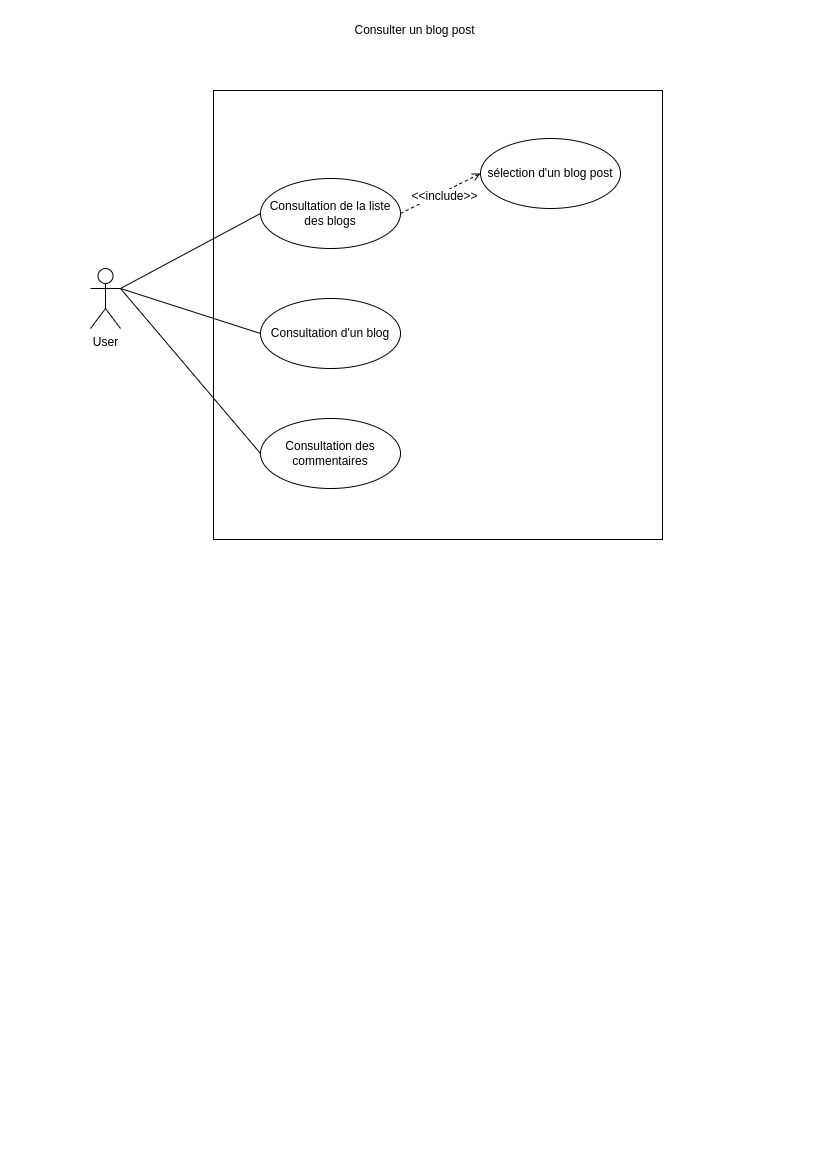 Consulter un blog post
sélection d'un blog post
<<include>>
Consultation de la liste
des blogs
Consultation d'un blog
User
Consultation des
commentaires